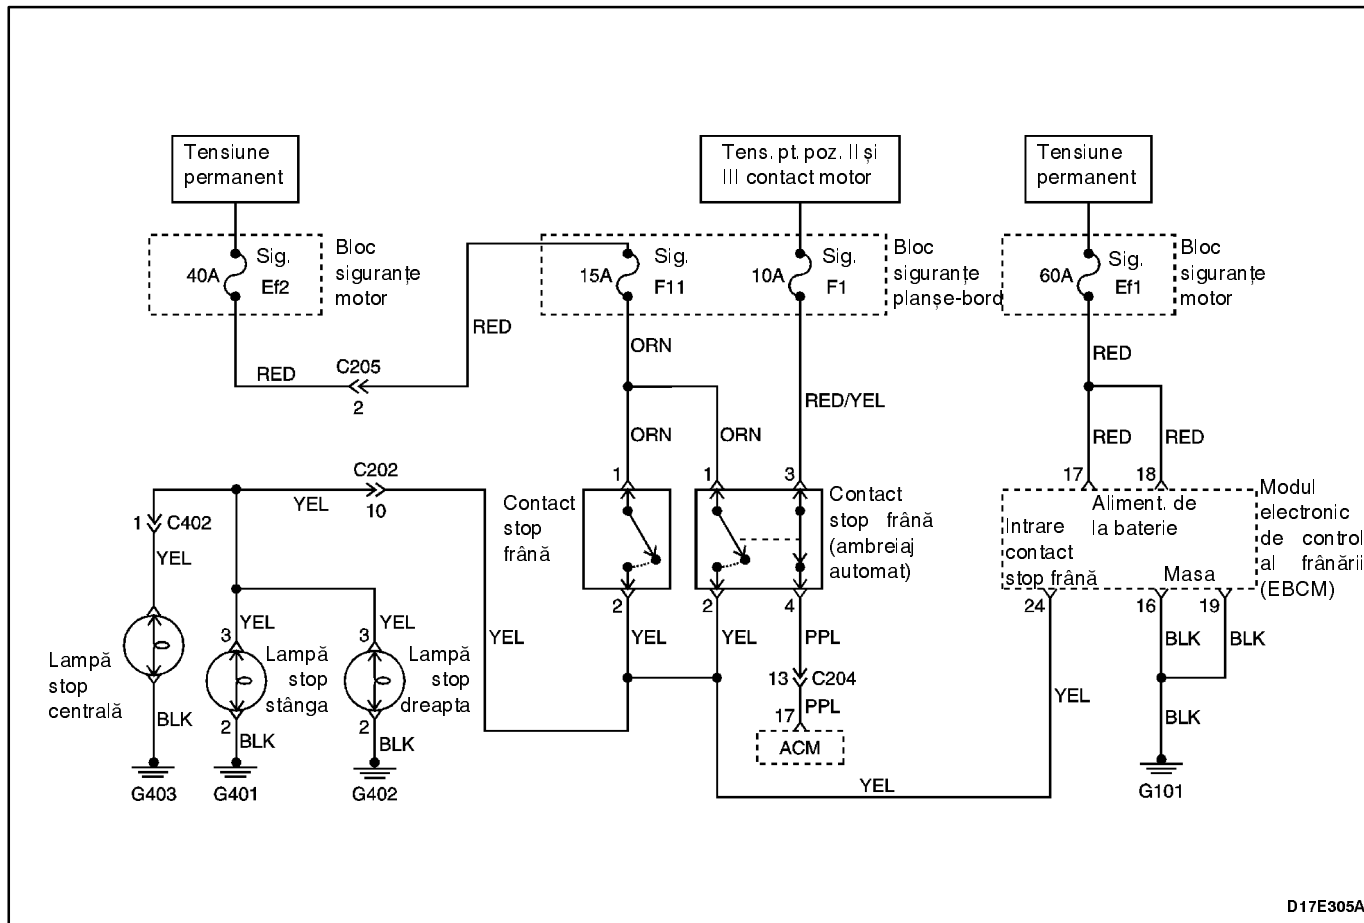 Tensiune
permanent
Tens. pt. poz. II și
III contact motor
Tensiune
permanent
40A
Sig.
Ef2
Bloc
siguranțe
motor
15A
Sig.
F11
10A
Sig.
F1
Bloc
siguranțe
planșe-bord
60A
Sig.
Ef1
Bloc
siguranțe
motor
RED
RED
C205
2
ORN
RED/YEL
RED
ORN
ORN
RED
RED
C202
YEL
10
1
1
3
17
18
1
C402
YEL
Contact
stop
frână
Contact
stop frână
(ambreiaj
automat)
Aliment. de
la baterie
Intrare
contact
stop frână
Masa
Modul
electronic
de control
al frânării
(EBCM)
2
2
4
24
16
19
Lampă
stop
centrală
3
YEL
3
YEL
Lampă
stop
stânga
Lampă
stop
dreapta
YEL
YEL
YEL
PPL
BLK
BLK
13
C204
PPL
17
ACM
YEL
BLK
BLK
2
BLK
2
BLK
G403
G401
G402
YEL
G101
D17E305A